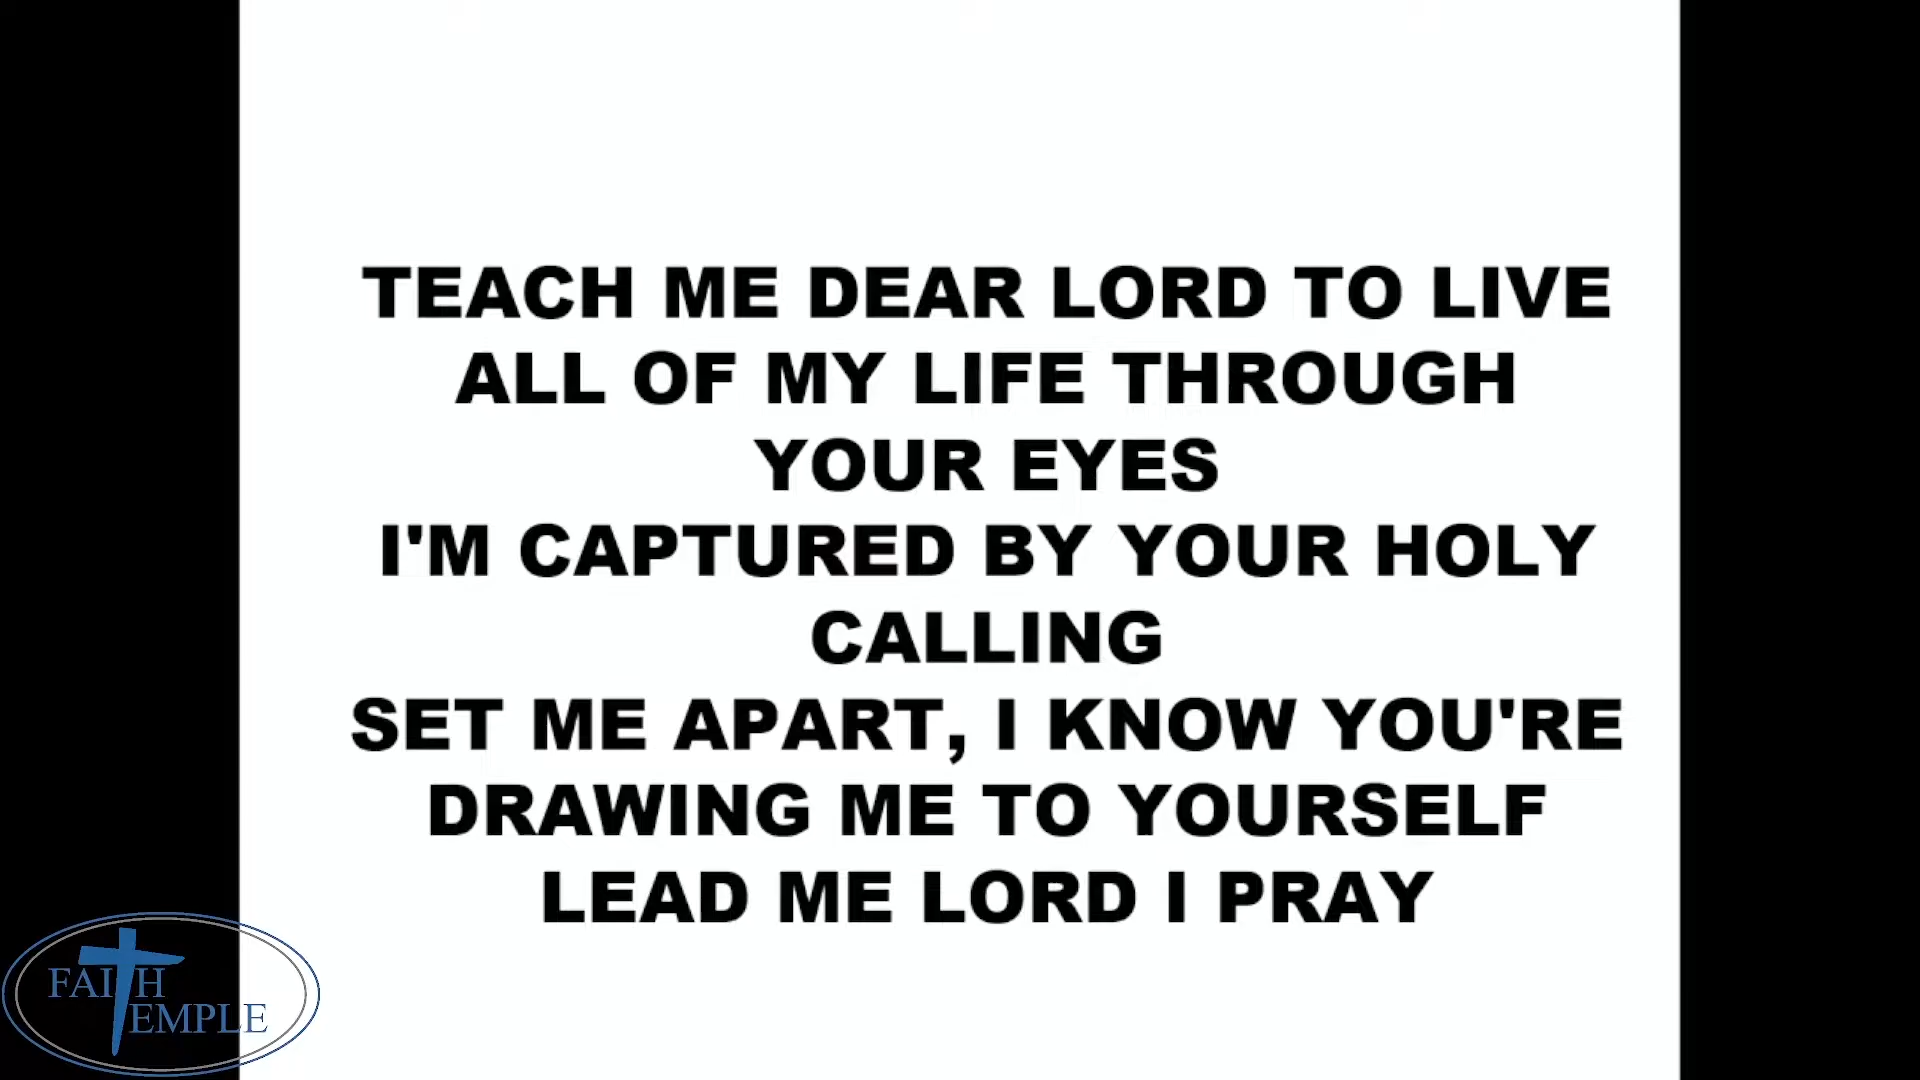 TEACH ME DEAR LORD TO LIVE
ALL OF MY LIFE THROUGH
YOUR EYES
I'M CAPTURED BY YOUR HOLY
CALLING
SET ME APART, I KNOW YOU'RE
DRAWING ME TO YOURSELF
LEAD ME LORD I PRAY
FAITH
TEMPLE